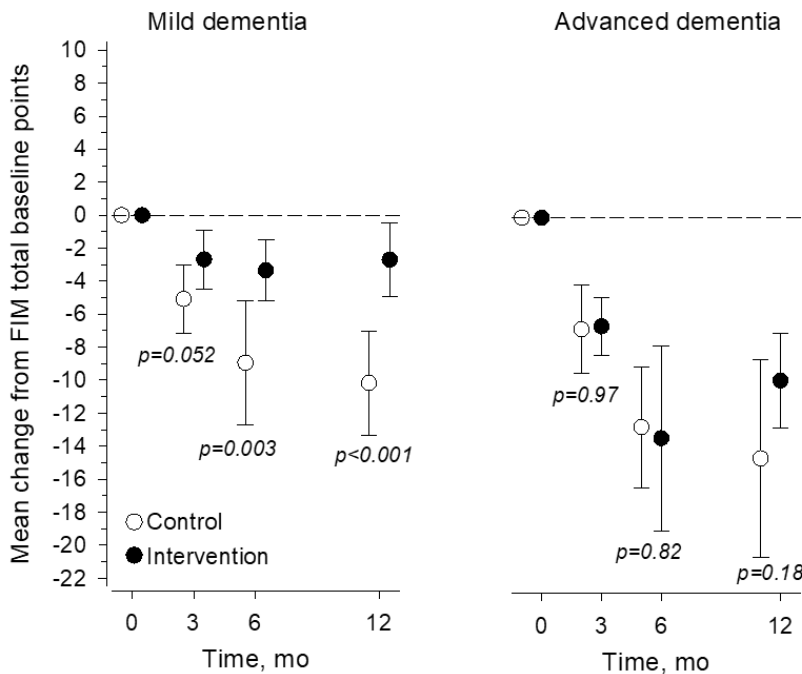 Mild dementia
Advanced dementia
Mean change from FIM total baseline points
10
8
6
4
2
0
-2
-4
-6
-8
-10
-12
-14
-16
-18
-20
-22
p=0.052
p=0.003
p<0.001
p=0.97
p=0.82
p=0.18
Control
Intervention
0 3 6 12
Time, mo
0 3 6 12
Time, mo